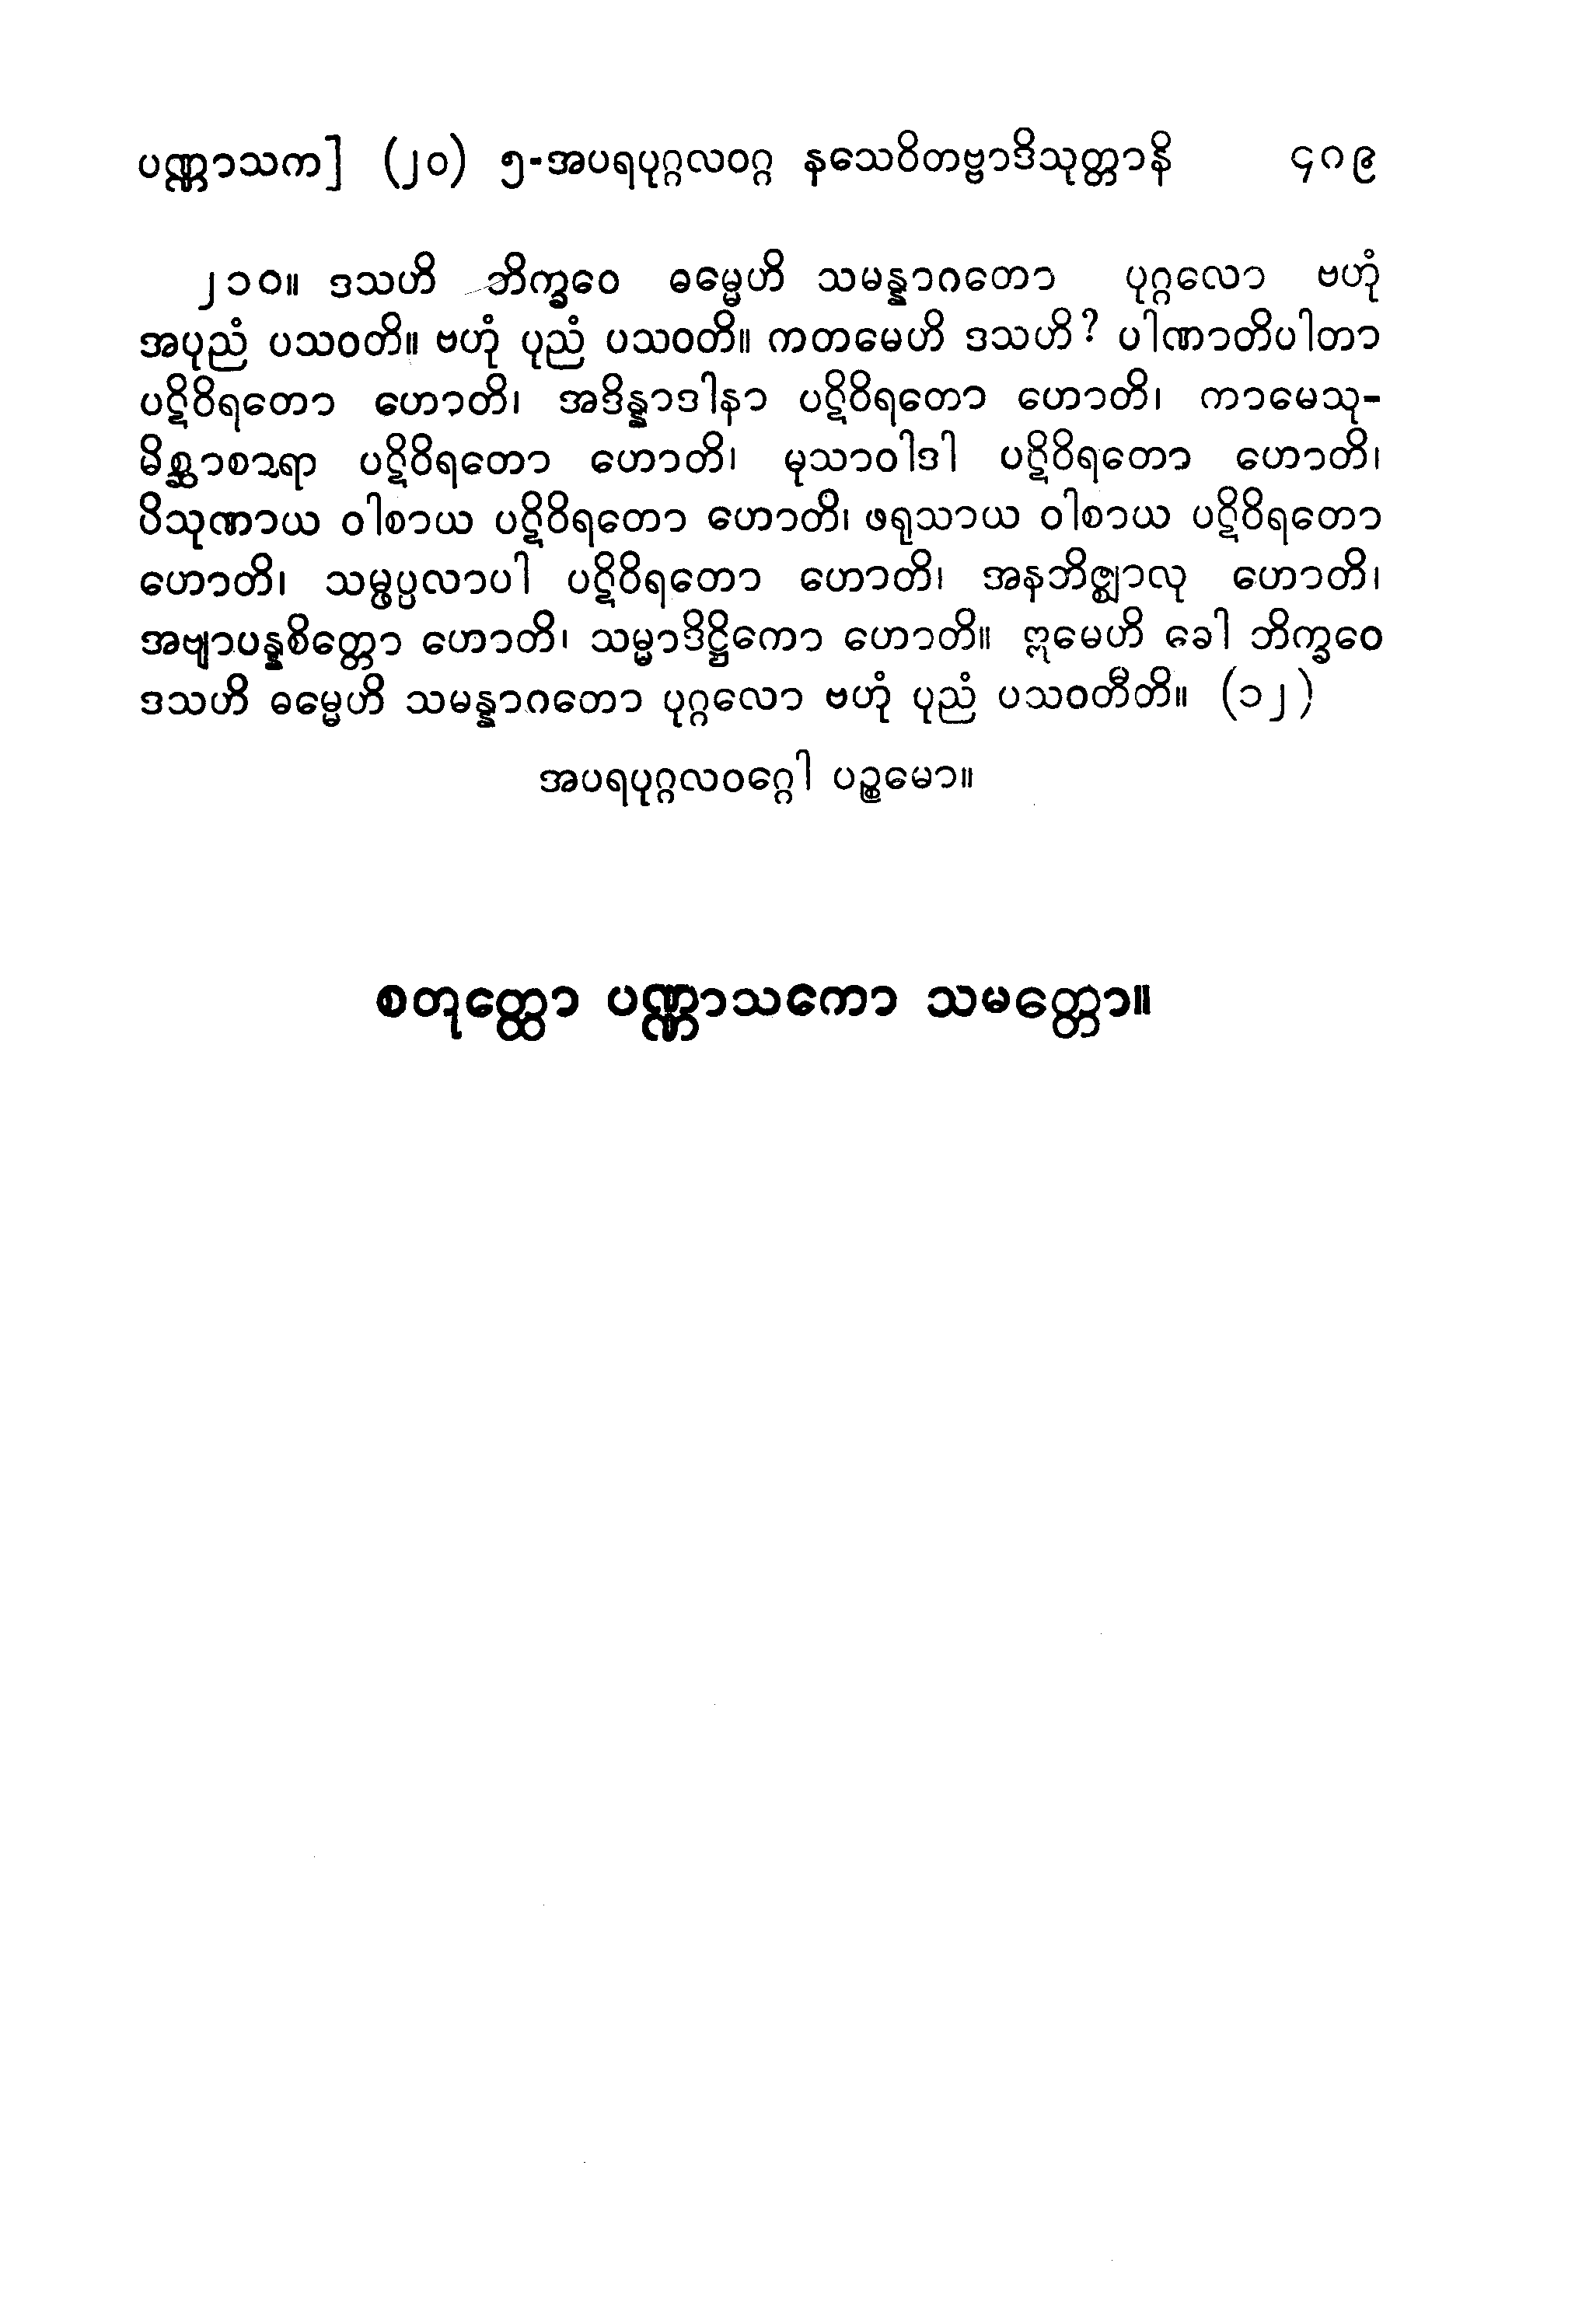 ပဏ္ဏာသက] (၂၀) ၅-အပရပုဂ္ဂလဝဂ္ဂ နသေဝိတဗ္ဗာဒိသုတ္တာနိ ၄၈၉
၂၁၀။ ဒသဟိ ဘိက္ခဝေ ဓမ္မေဟိ သမန္နာဂတော ပုဂ္ဂလော ဗဟုံ
အပုညံ ပသဝတိ။ ဗဟုံ ပုညံ ပသဝတိ။ ကတမေဟိ ဒသဟိ? ပါဏာတိပါတာ
ပဋိဝိရတော ဟောတိ၊ အဒိန္နာဒါနာ ပဋိဝိရတော ဟောတိ၊ ကာမေသု-
မိစ္ဆာစာရာ ပဋိဝိရတော ဟောတိ၊ မုသာဝါဒါ ပဋိဝိရတော ဟောတိ၊
ပိသုဏာယ ဝါစာယ ပဋိဝိရတော ဟောတိ၊ ဖရုသာယ ဝါစာယ ပဋိဝိရတော
ဟောတိ၊ သမ္ဖပ္ပလာပါ ပဋိဝိရတော ဟောတိ၊ အနဘိဇ္ဈာလု ဟောတိ၊
အဗျာပန္နစိတ္တော ဟောတိ၊ သမ္မာဒိဋ္ဌိကော ဟောတိ။ ဣမေဟိ ခေါ ဘိက္ခဝေ
ဒသဟိ ဓမ္မေဟိ သမန္နာဂတော ပုဂ္ဂလော ဗဟုံ ပုညံ ပသဝတီတိ။ (၁၂)
အပရပုဂ္ဂလဝဂ္ဂေါ ပဉ္စမော။
စတုတ္ထော ပဏ္ဏာသကော သမတ္တော။